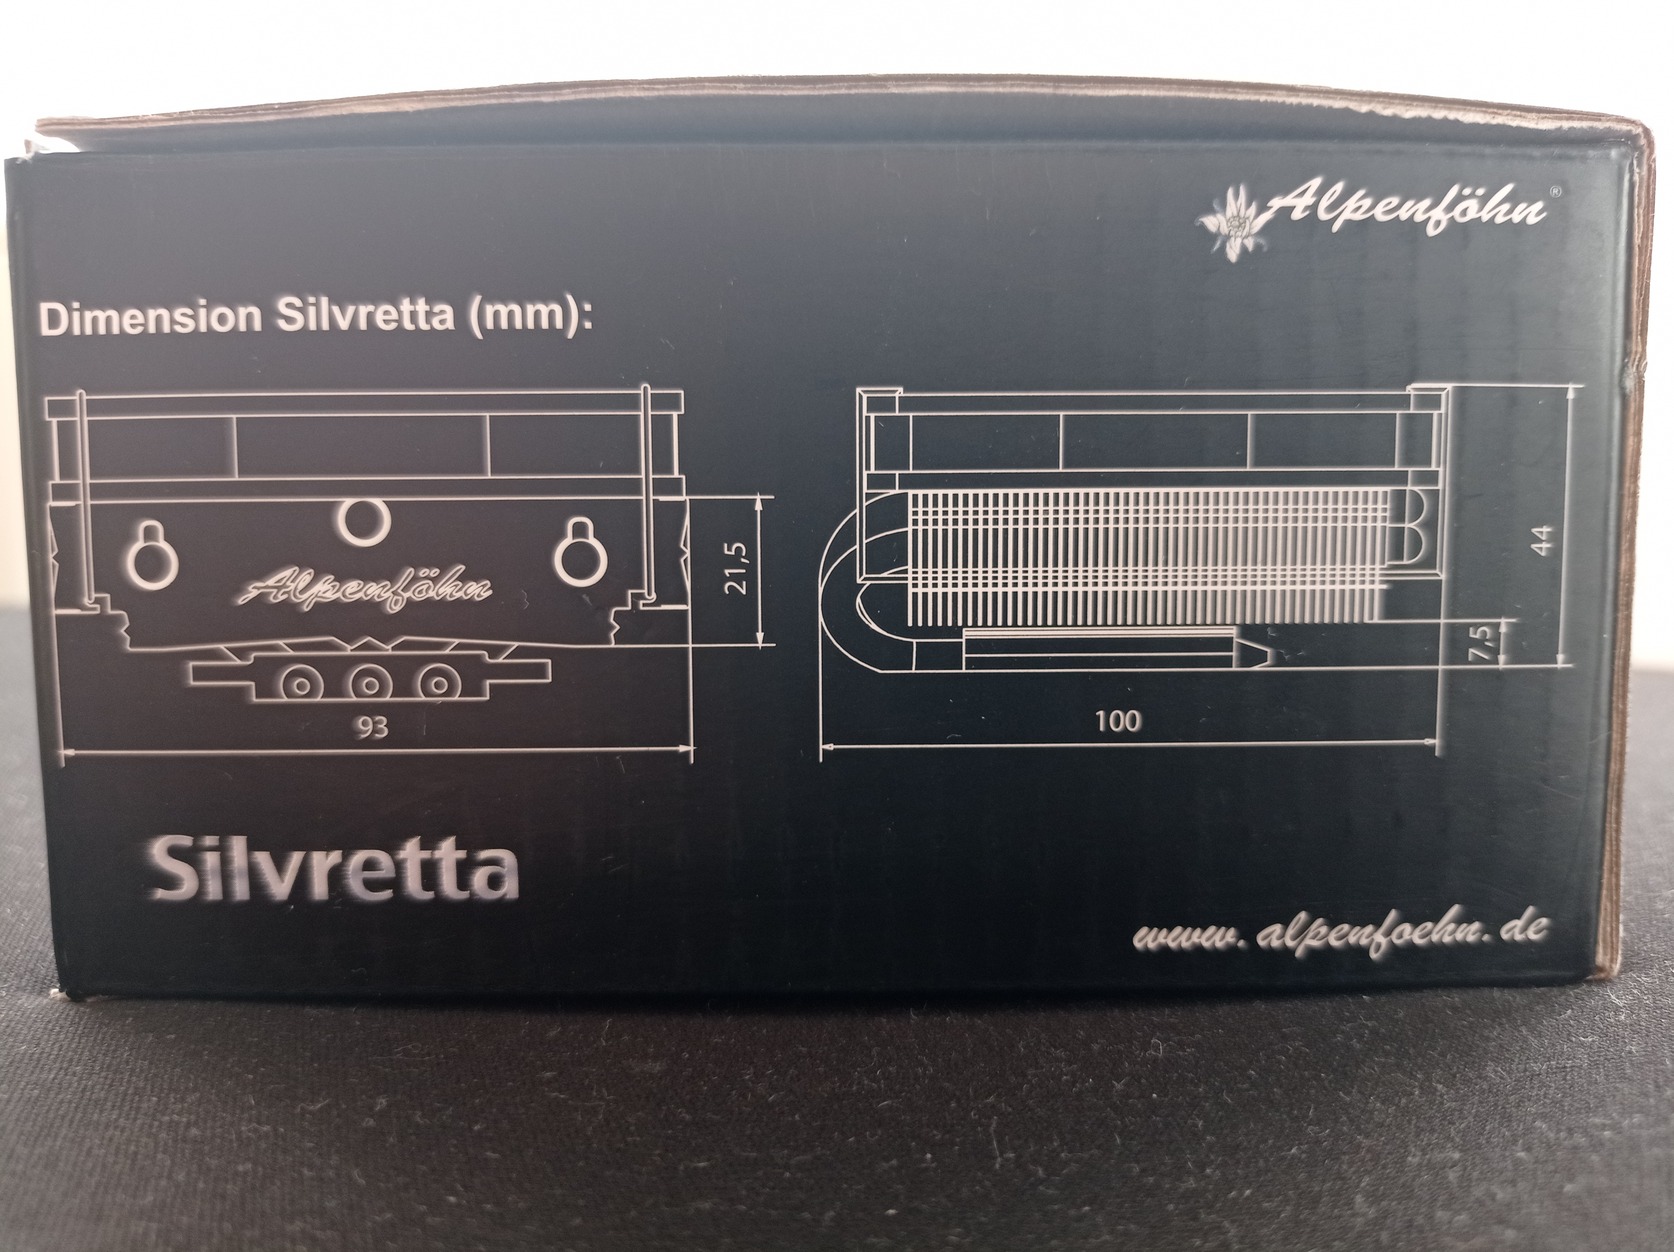 Alpenföhn®
Dimension Silvretta (mm):
Alpenföhn
21,5
93
44
7,5
100
Silvretta
www.alpenfoehn.de